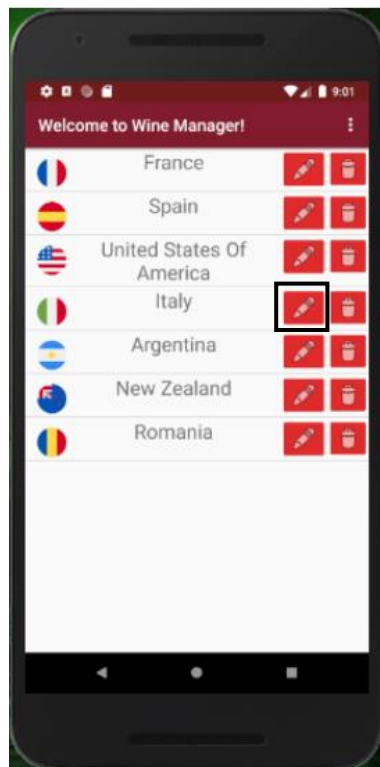 9:01
Welcome to Wine Manager!
France
Spain
United States Of
America
Italy
Argentina
New Zealand
Romania